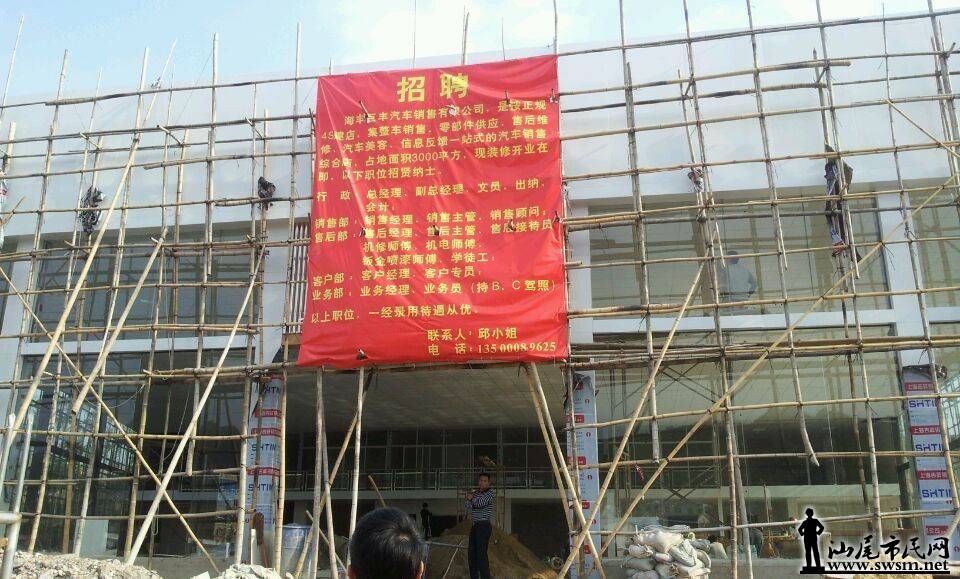 招聘
海丰巨丰汽车销售有限公司，是按正规
4S建店，集整车销售，零部件供应，售后维
修，汽车美容、信息反馈一站式的汽车销售
综合店，占地面积3000平方，现装修开业在
即，以下职位招贤纳士．
行 政：总经理、副总经理、文员，出纳，
会计；
销售部：销售经理、销售主管、销售顾问；
售后部：售后经理、售后主管、售后接待员
机修师傅、机电师傅、
钣金喷漆师傅、学徒工；
客户部：客户经理、客户专员；
业务部：业务经理、业务员（持B、C驾照）
以上职位，一经录用待遇从优、
联系人：邱小姐
电 话：13500089625
SHTIM
SHTIM
SHTIM
汕尾市民网
www.swsm.net